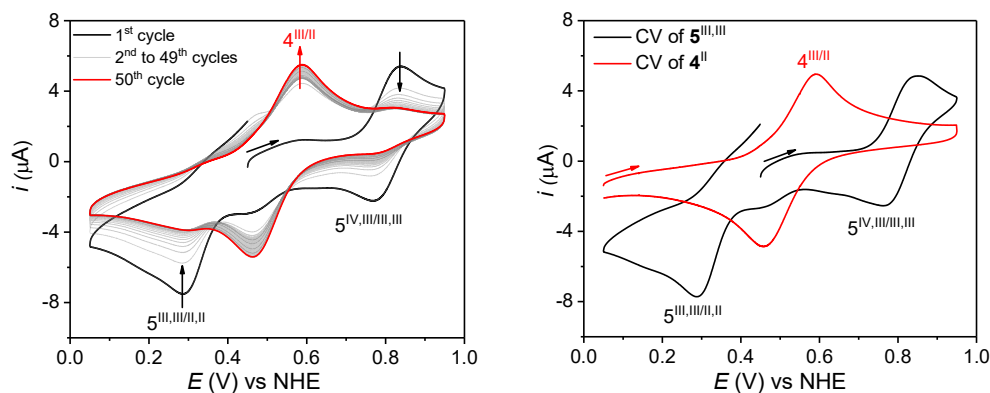 8
4
0
-4
-8
i (μA)
1st cycle
2nd to 49th cycles
50th cycle
4III/II
5IV,III/III,III
5III,III/II,II
0.0 0.2 0.4 0.6 0.8 1.0
E (V) vs NHE
8
4
0
-4
-8
i (μA)
CV of 5III,III
CV of 4II
4III/II
5IV,III/III,III
5III,III/II,II
0.0 0.2 0.4 0.6 0.8 1.0
E (V) vs NHE